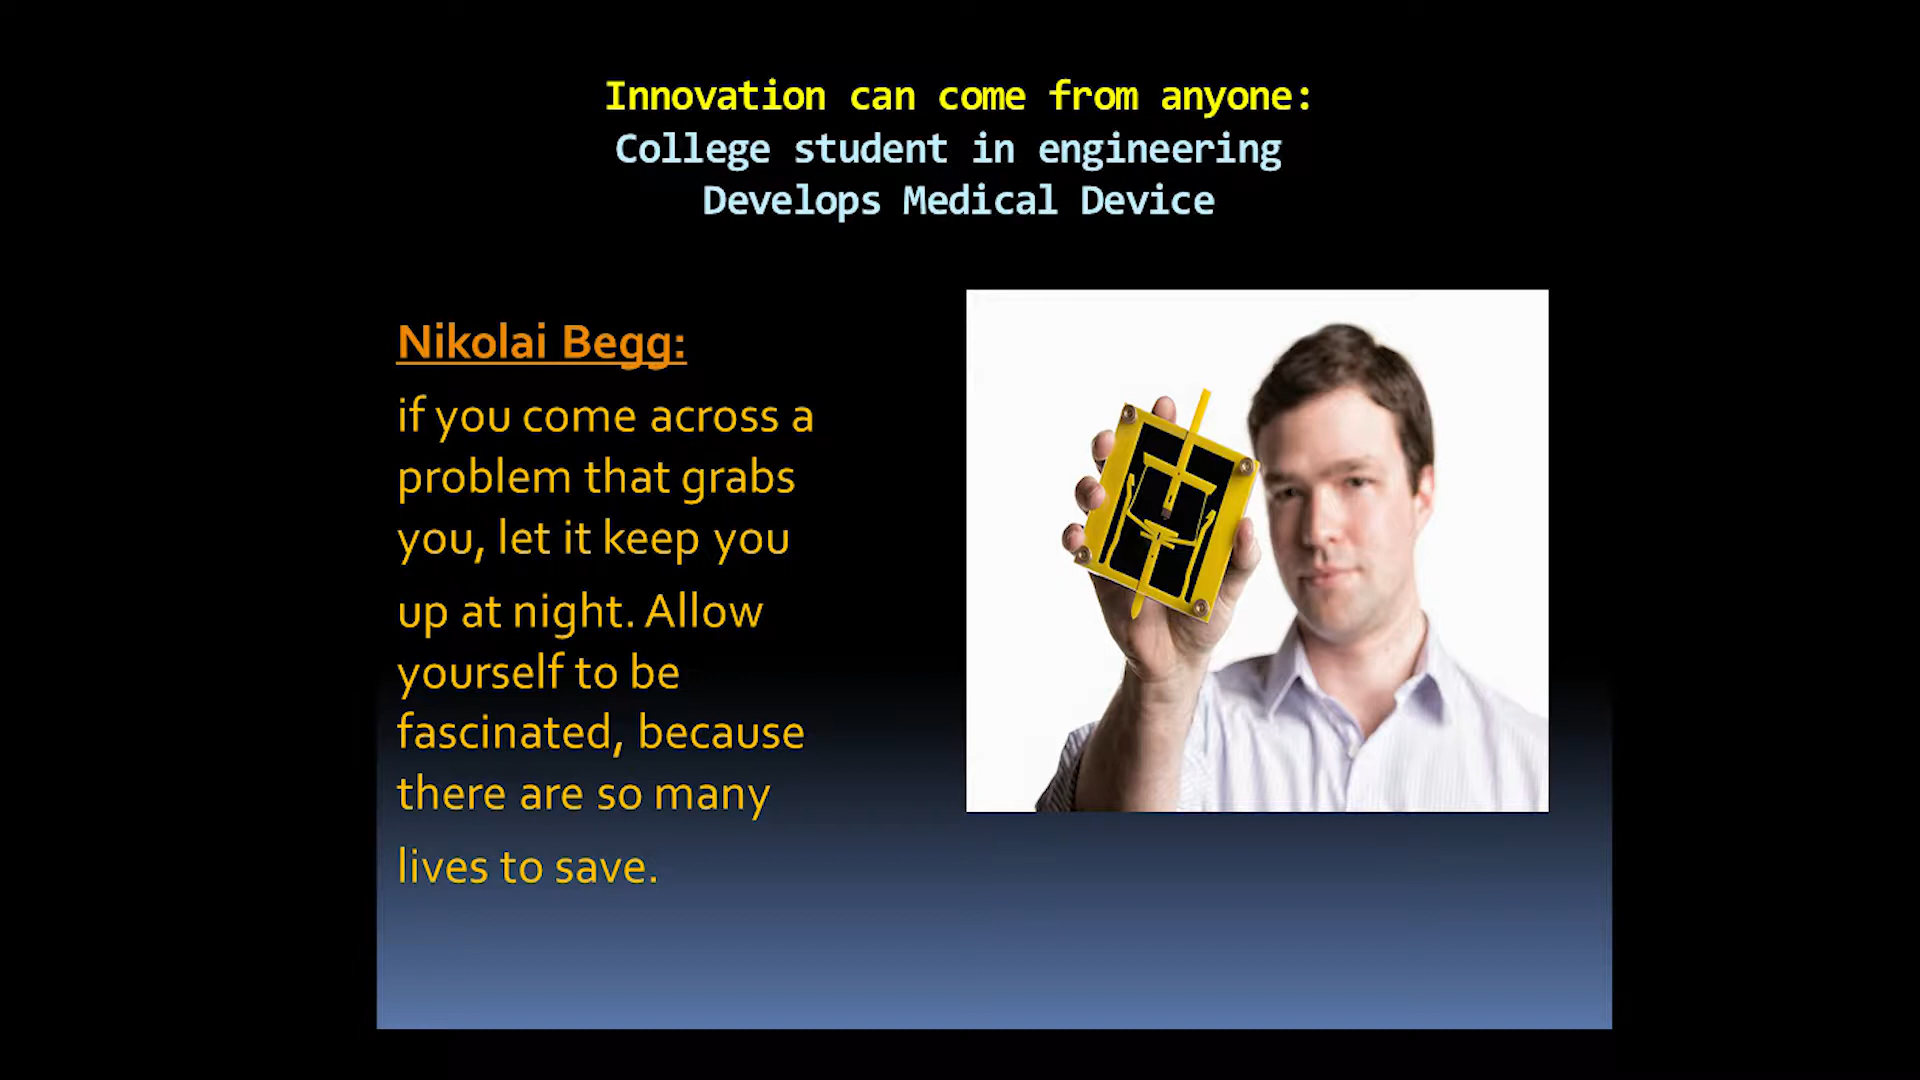 Innovation can come from anyone:
College student in engineering
Develops Medical Device
Nikolai Begg:
if you come across a
problem that grabs
you, let it keep you
up at night. Allow
yourself to be
fascinated, because
there are so many
lives to save.